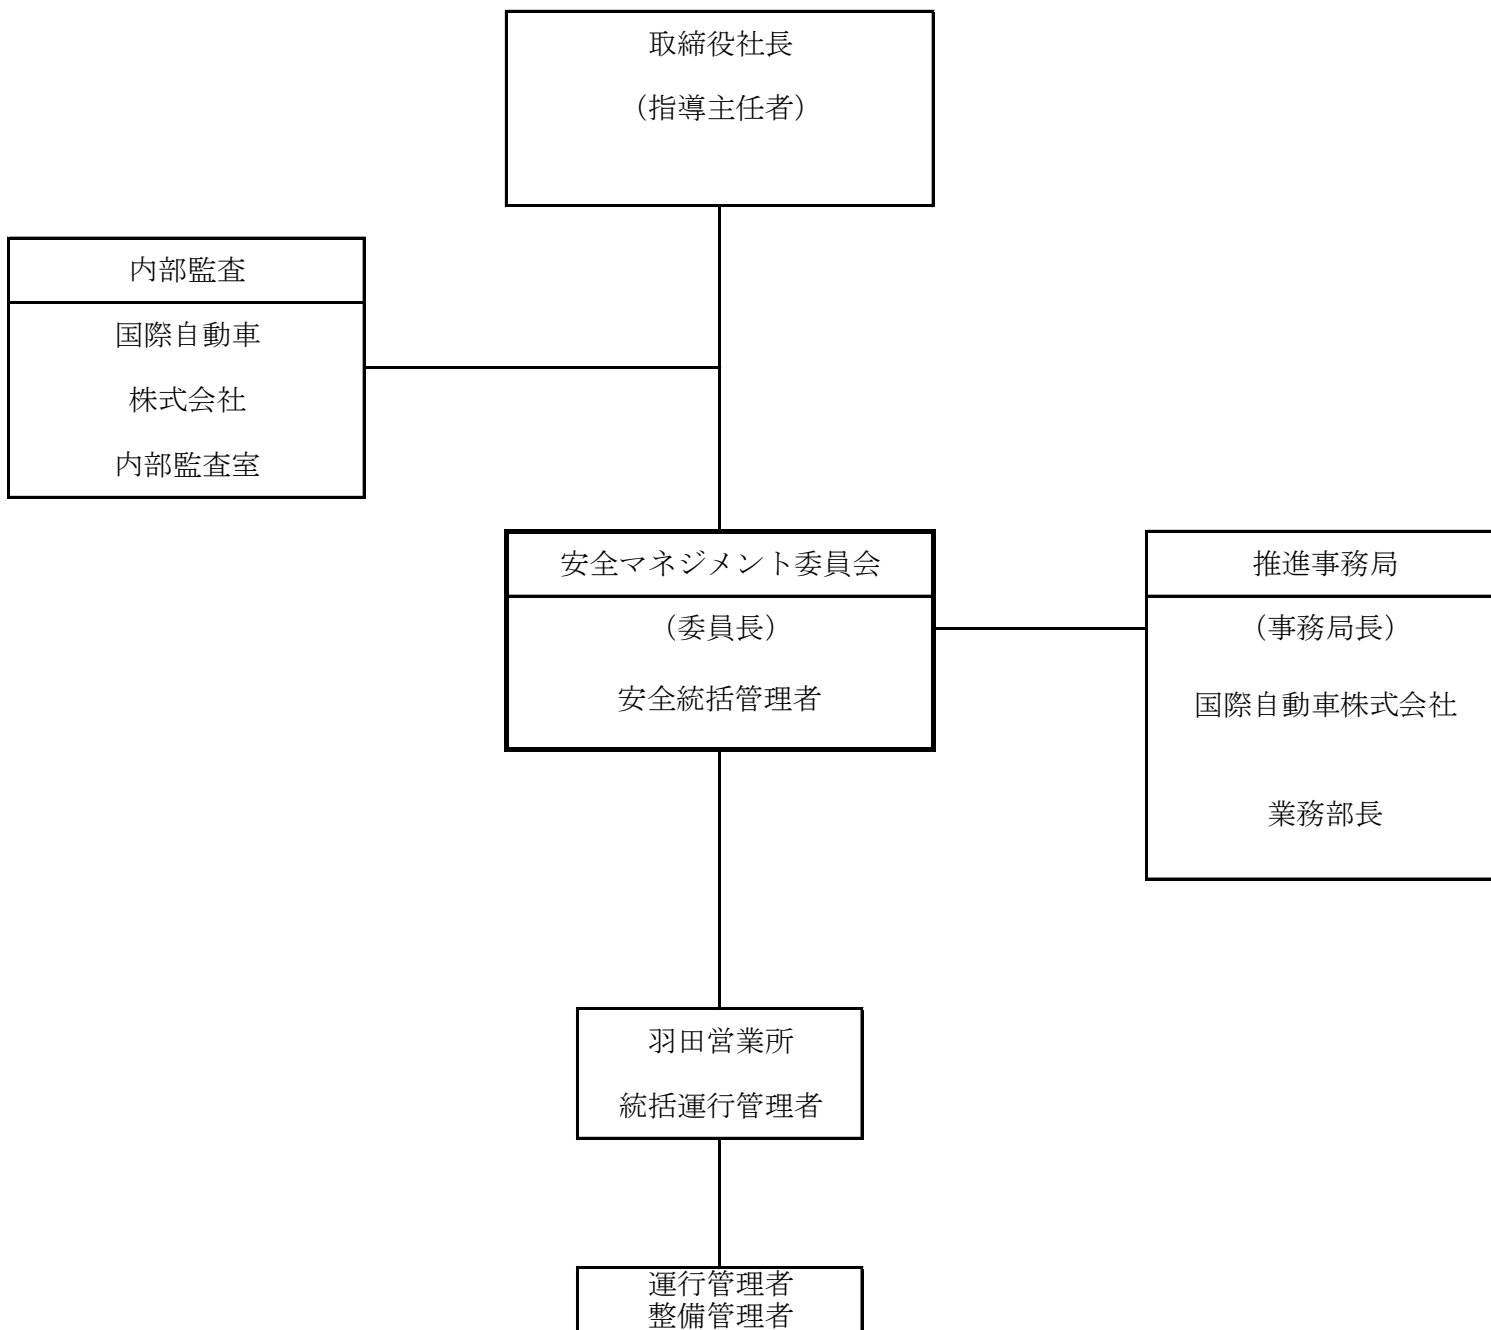 取締役社長
（指導主任者）
内部監査
国際自動車
株式会社
内部監査室
安全マネジメント委員会
（委員長）
安全統括管理者
推進事務局
（事務局長）
国際自動車株式会社
業務部長
羽田営業所
統括運行管理者
運行管理者
整備管理者